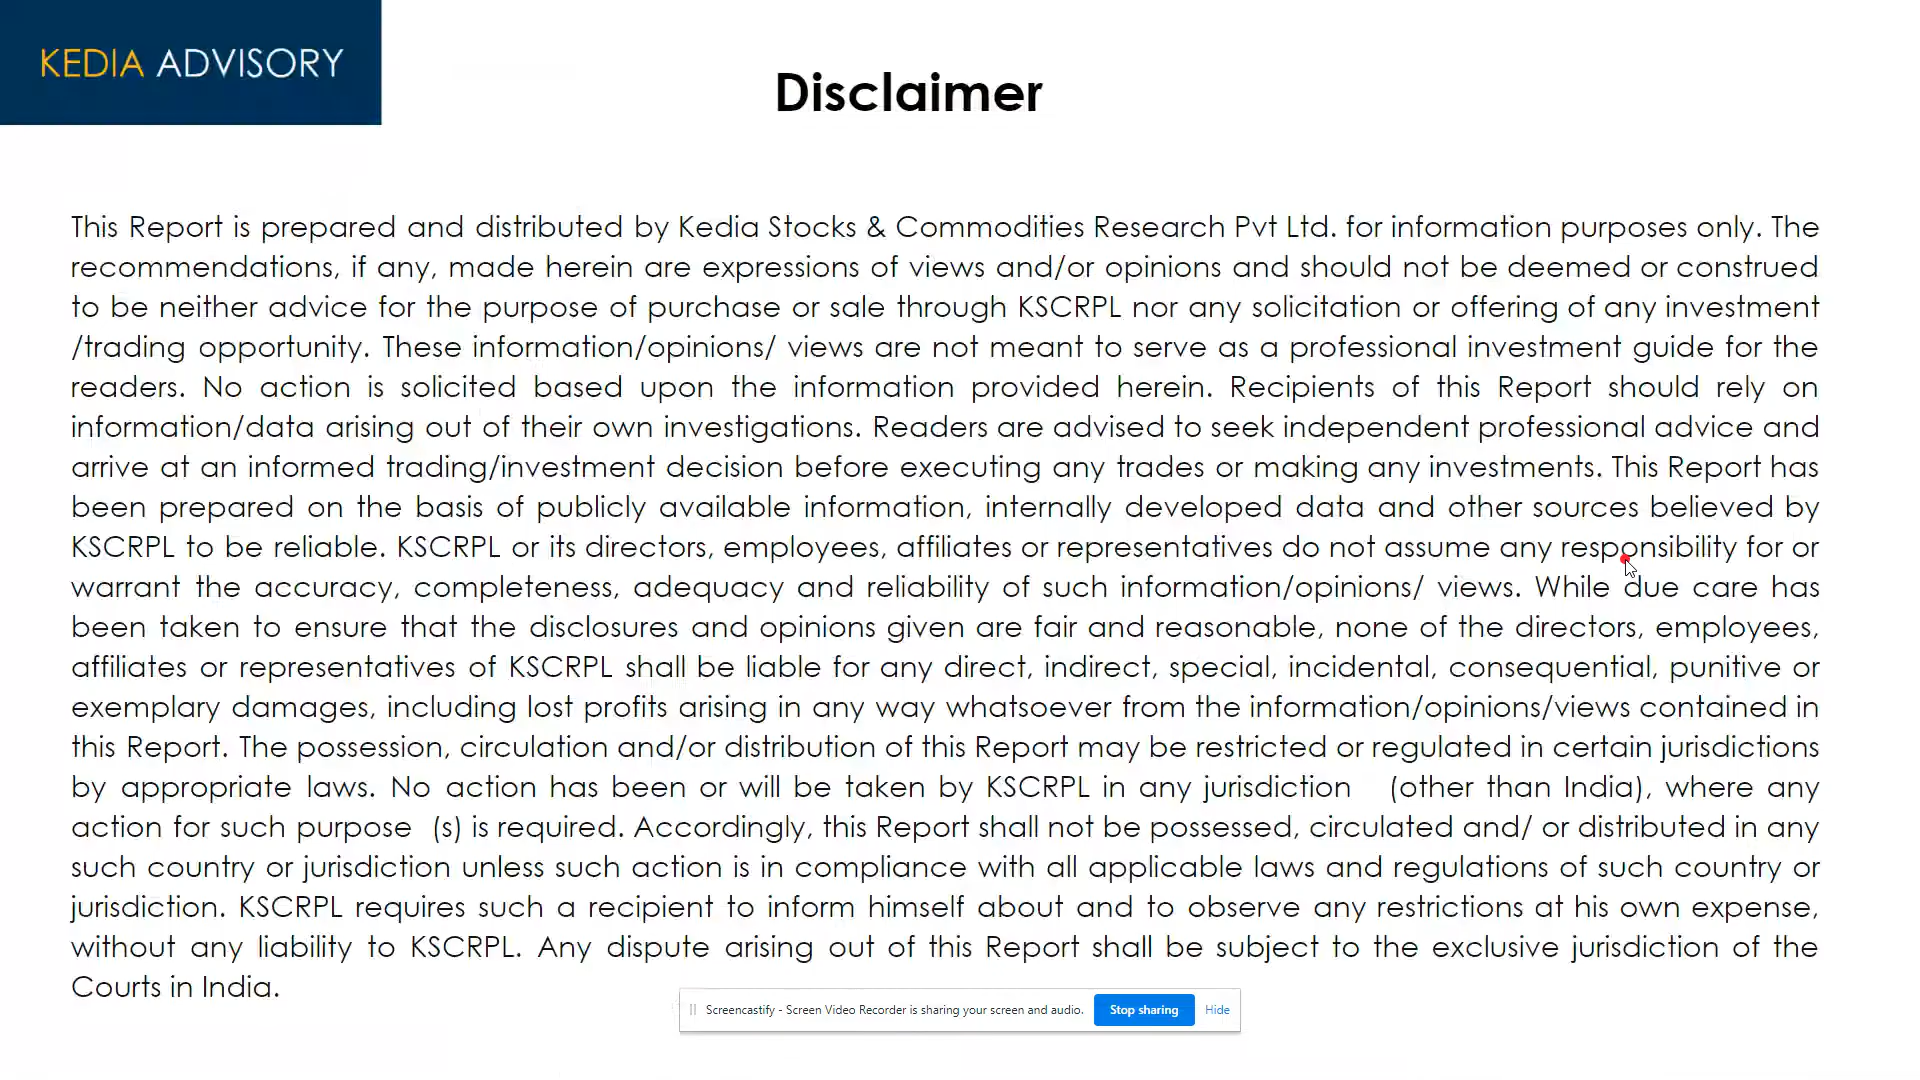 KEDIA ADVISORY
Disclaimer
This Report is prepared and distributed by Kedia Stocks & Commodities Research Pvt Ltd. for information purposes only. The
recommendations, if any, made herein are expressions of views and/or opinions and should not be deemed or construed
to be neither advice for the purpose of purchase or sale through KSCRPL nor any solicitation or offering of any investment
/trading opportunity. These information/opinions/ views are not meant to serve as a professional investment guide for the
readers. No action is solicited based upon the information provided herein. Recipients of this Report should rely on
information/data arising out of their own investigations. Readers are advised to seek independent professional advice and
arrive at an informed trading/investment decision before executing any trades or making any investments. This Report has
been prepared on the basis of publicly available information, internally developed data and other sources believed by
KSCRPL to be reliable. KSCRPL or its directors, employees, affiliates or representatives do not assume any responsibility for or
warrant the accuracy, completeness, adequacy and reliability of such information/opinions/ views. While due care has
been taken to ensure that the disclosures and opinions given are fair and reasonable, none of the directors, employees,
affiliates or representatives of KSCRPL shall be liable for any direct, indirect, special, incidental, consequential, punitive or
exemplary damages, including lost profits arising in any way whatsoever from the information/opinions/views contained in
this Report. The possession, circulation and/or distribution of this Report may be restricted or regulated in certain jurisdictions
by appropriate laws. No action has been or will be taken by KSCRPL in any jurisdiction (other than India), where any
action for such purpose (s) is required. Accordingly, this Report shall not be possessed, circulated and/ or distributed in any
such country or jurisdiction unless such action is in compliance with all applicable laws and regulations of such country or
jurisdiction. KSCRPL requires such a recipient to inform himself about and to observe any restrictions at his own expense,
without any liability to KSCRPL. Any dispute arising out of this Report shall be subject to the exclusive jurisdiction of the
Courts in India.
Screencastify - Screen Video Recorder is sharing your screen and audio. Stop sharing Hide